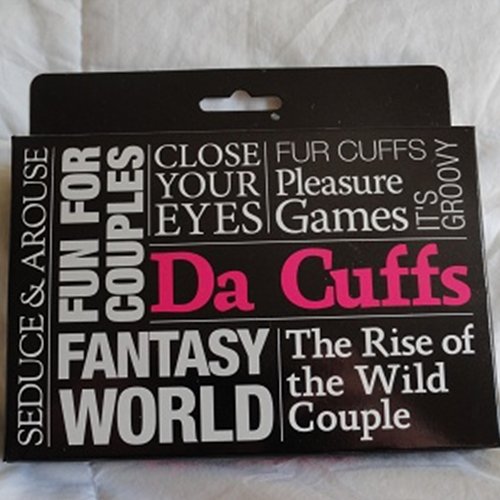 SEDUCE & AROUSE
FUN FOR
COUPLES
CLOSE
YOUR
EYES
FUR CUFFS
Pleasure
Games
IT'S
GROOVY
Da Cuffs
FANTASY
WORLD
The Rise of
the Wild
Couple